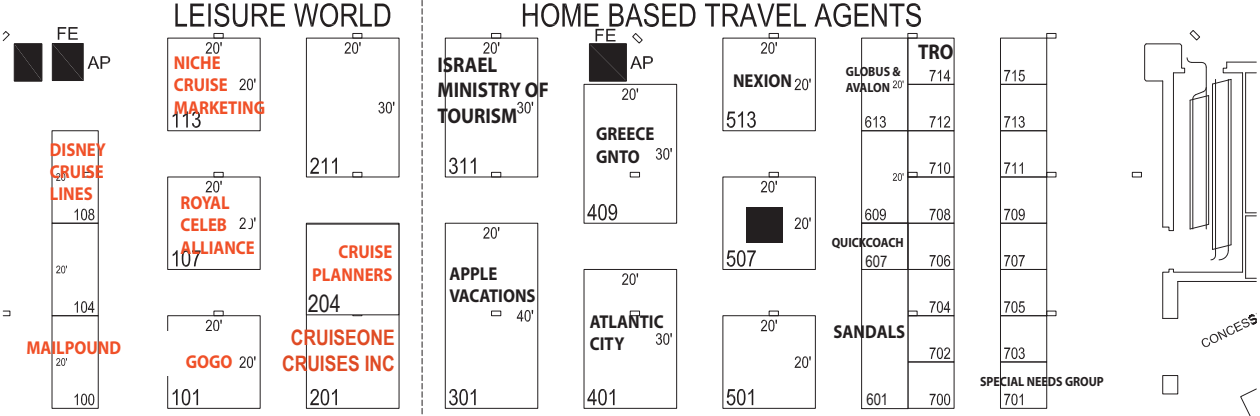 LEISURE WORLD
HOME BASED TRAVEL AGENTS
FE
AP
DISNEY
CRUISE
20'
LINES
108
20'
104
MAILPOUND
20'
100
20'
NICHE
CRUISE 20'
MARKETING
113
20'
ROYAL
CELEB 20'
ALLIANCE
107
20'
GOGO 20'
101
20'
30'
211
CRUISE
PLANNERS
204
CRUISEONE
CRUISES INC
201
20'
ISRAEL
MINISTRY OF
30'
TOURISM
311
20'
APPLE
VACATIONS
40'
301
FE
AP
20'
GREECE
GNTO 30'
409
20'
ATLANTIC
CITY 30'
401
20'
NEXION 20'
513
20'
20'
507
20'
20'
501
GLOBUS &
AVALON 20'
613
20'
609
QUICKCOACH
607
SANDALS
601
TRO
714
712
710
708
706
704
702
700
715
713
711
709
707
705
703
SPECIAL NEEDS GROUP
701
CONCESS